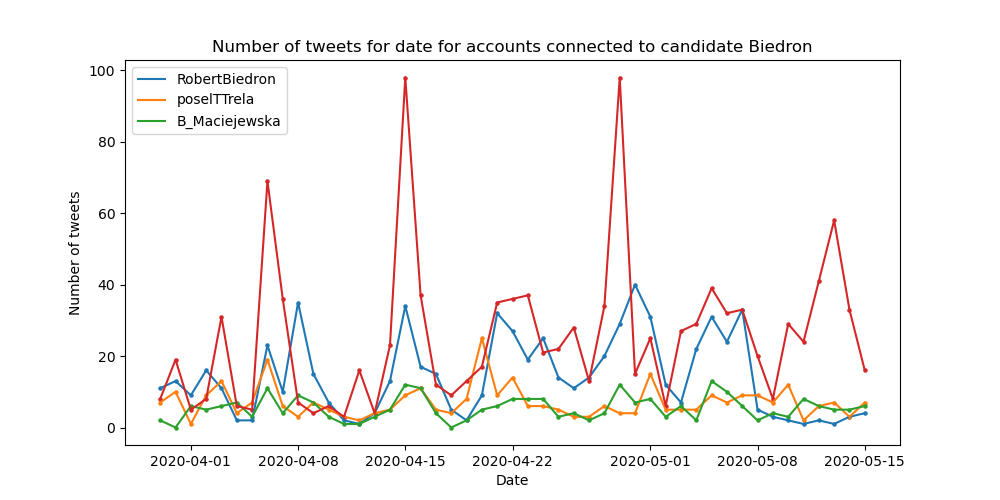 Number of tweets for date for accounts connected to candidate Biedron
RobertBiedron
poselTTrela
B_Maciejewska
100
80
60
40
20
0
Number of tweets
2020-04-01
2020-04-08
2020-04-15
2020-04-22
2020-05-01
2020-05-08
2020-05-15
Date